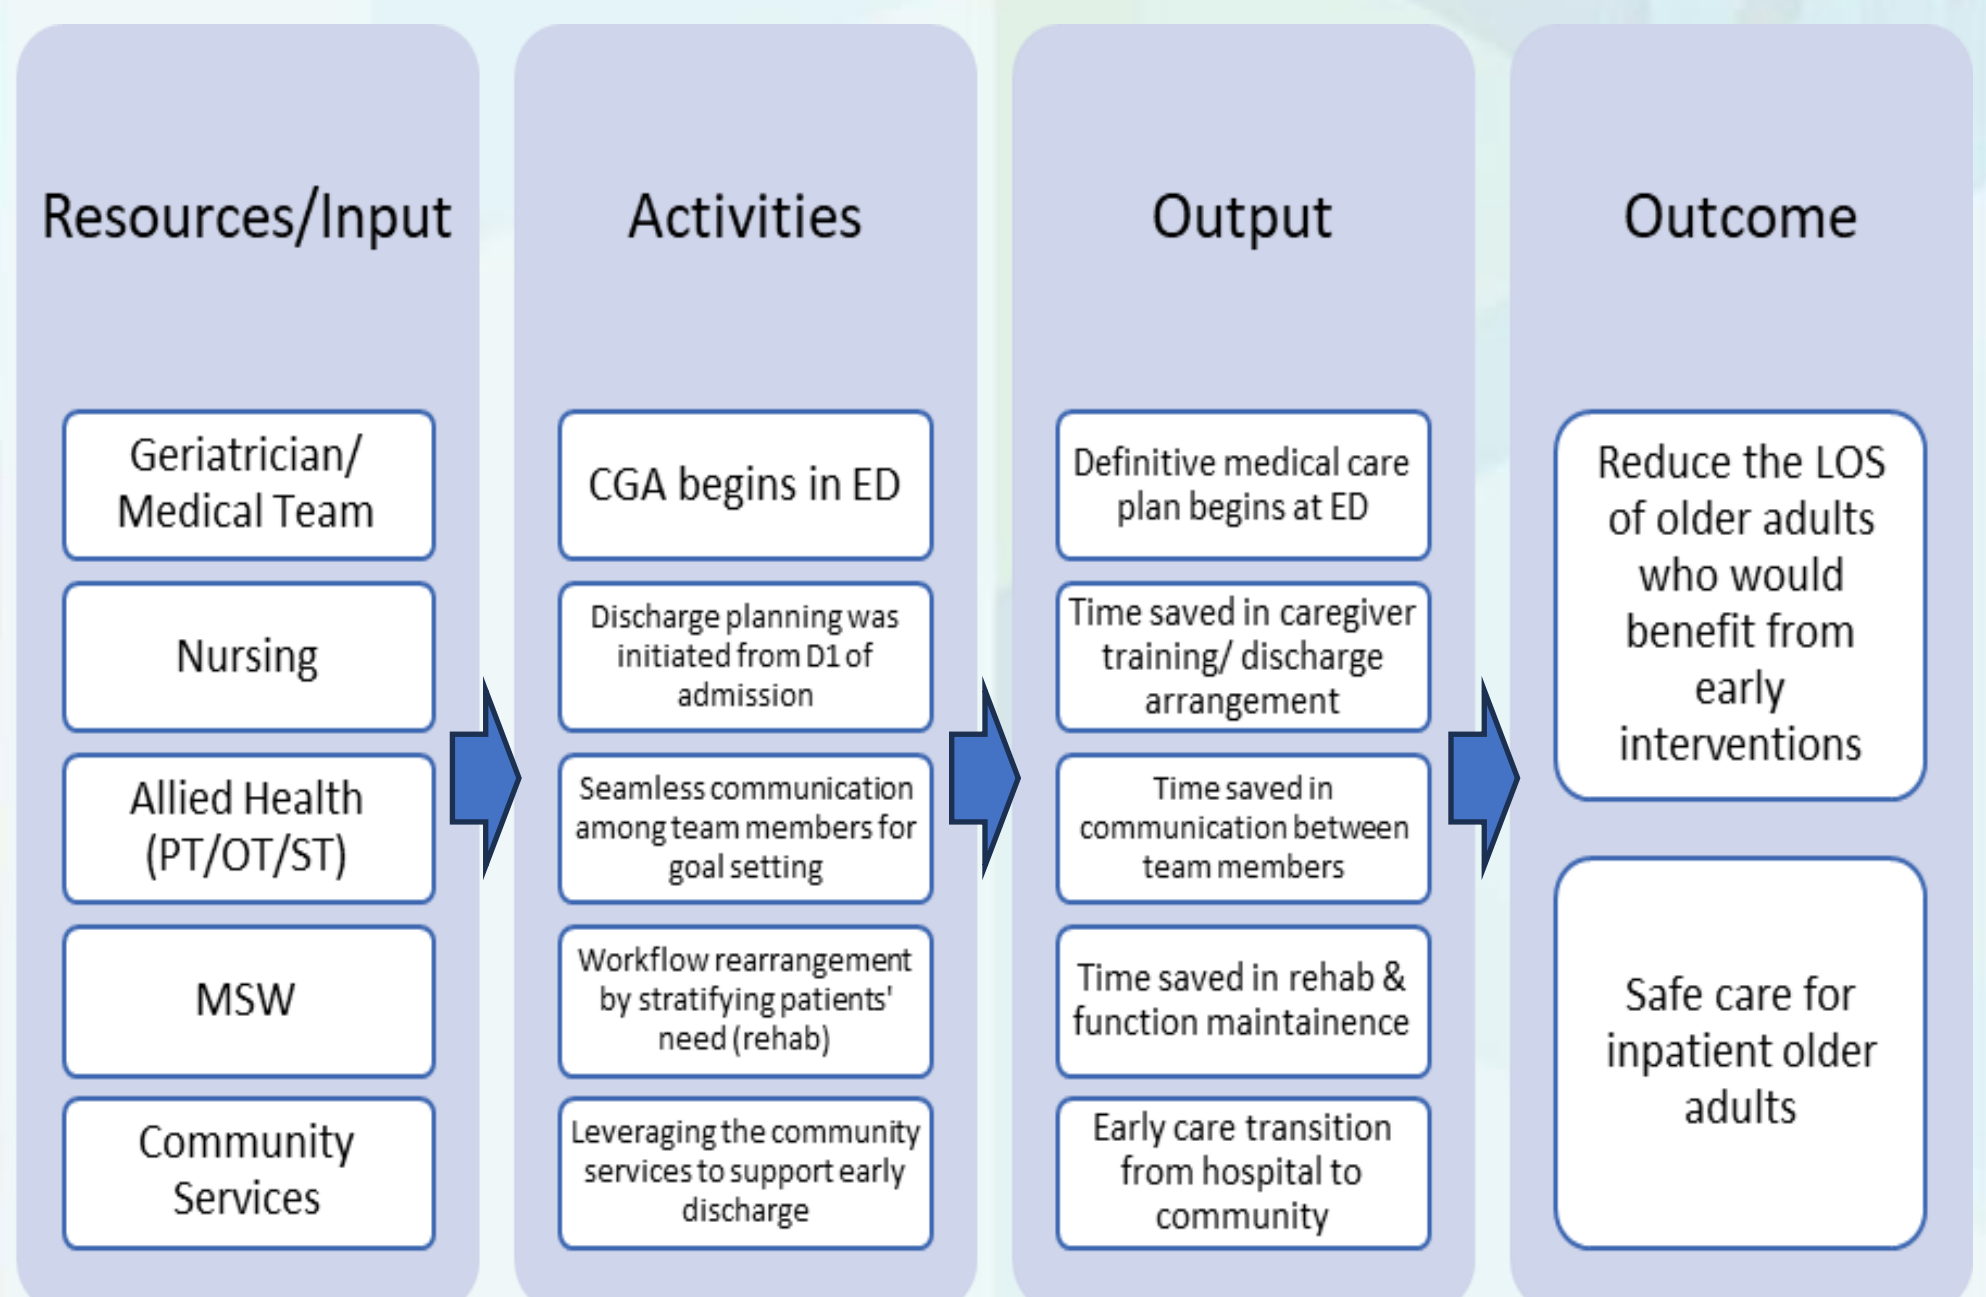 Resources/Input
Geriatrician/
Medical Team
Nursing
Allied Health
(PT/OT/ST)
MSW
Community
Services
Activities
CGA begins in ED
Discharge planning was
initiated from D1 of
admission
Seamless communication
among team members for
goal setting
Workflow rearrangement
by stratifying patients'
need (rehab)
Leveraging the community
services to support early
discharge
Output
Definitive medical care
plan begins at ED
Time saved in caregiver
training/ discharge
arrangement
Time saved in
communication between
team members
Time saved in rehab &
function maintainence
Early care transition
from hospital to
community
Outcome
Reduce the LOS
of older adults
who would
benefit from
early
interventions
Safe care for
inpatient older
adults